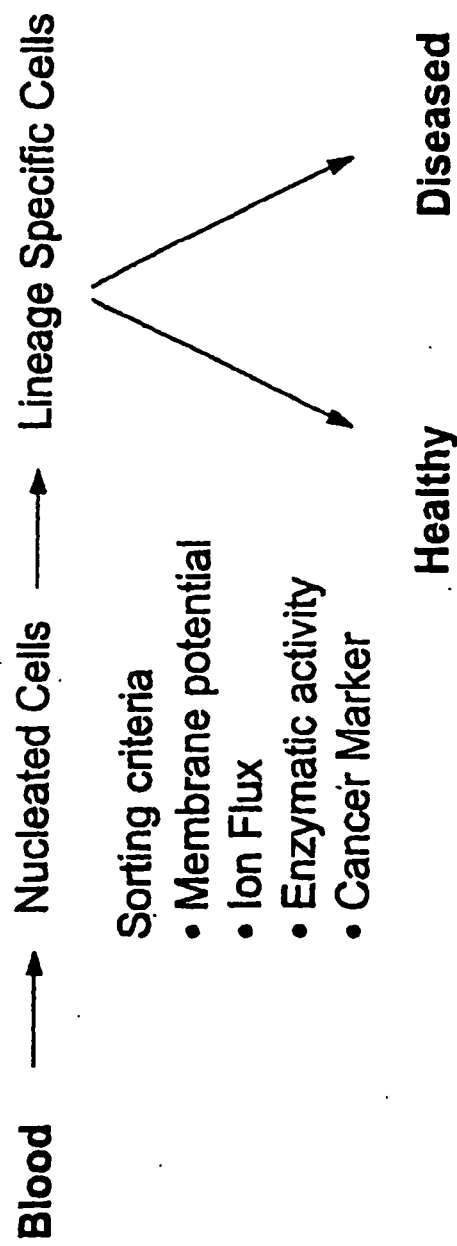 Blood Nucleated Cells Lineage Specific Cells
Sorting criteria
• Membrane potential
• Ion Flux
• Enzymatic activity
• Cancer Marker
Healthy Diseased